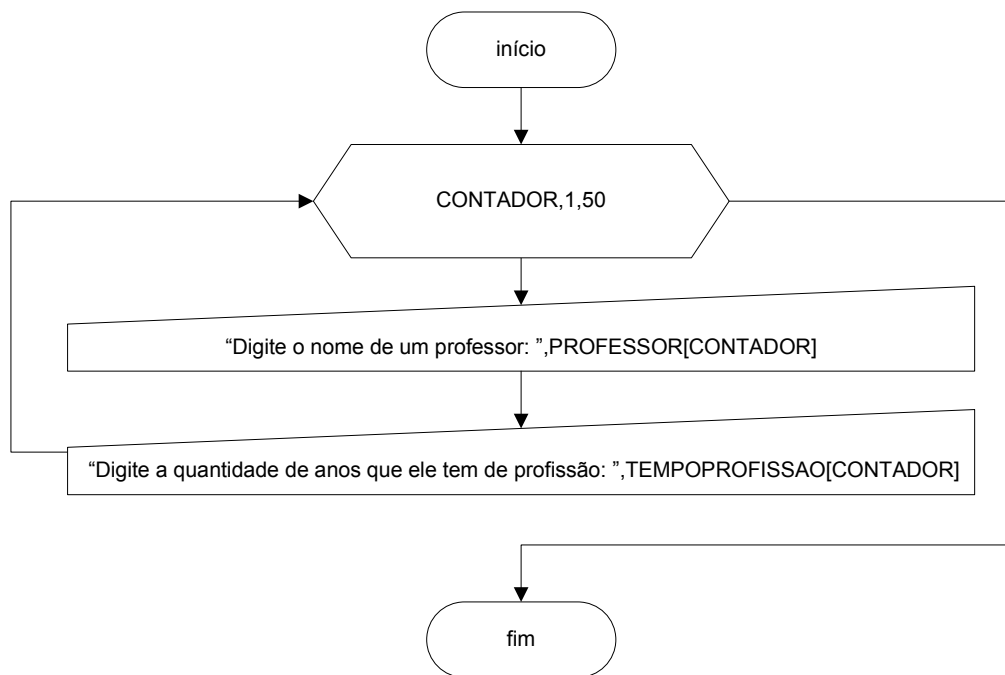 início
CONTADOR,1,50
“Digite o nome de um professor: ”,PROFESSOR[CONTADOR]
“Digite a quantidade de anos que ele tem de profissão: ”,TEMPOPROFISSAO[CONTADOR]
fim